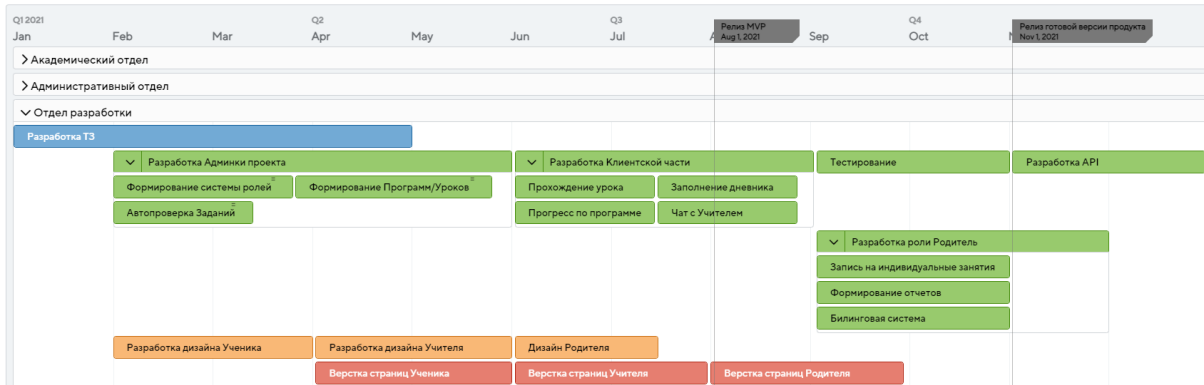 Q1 2021 Q2 Q3 Q4
Jan Feb Mar Apr May Jun Jul Sep Oct
Релиз MVP
Aug 1, 2021
Релиз готовой версии продукта
Nov 1, 2021
Академический отдел
Административный отдел
Отдел разработки
Разработка ТЗ
Разработка Админки проекта Разработка Клиентской части Тестирование Разработка API
Формирование системы ролей Формирование Программ/Уроков Прохождение урока Заполнение дневника
Автопроверка Заданий Прогресс по программе Чат с Учителем
Разработка роли Родитель
Запись на индивидуальные занятия
Формирование отчетов
Билинговая система
Разработка дизайна Ученика Разработка дизайна Учителя Дизайн Родителя
Верстка страниц Ученика Верстка страниц Учителя Верстка страниц Родителя